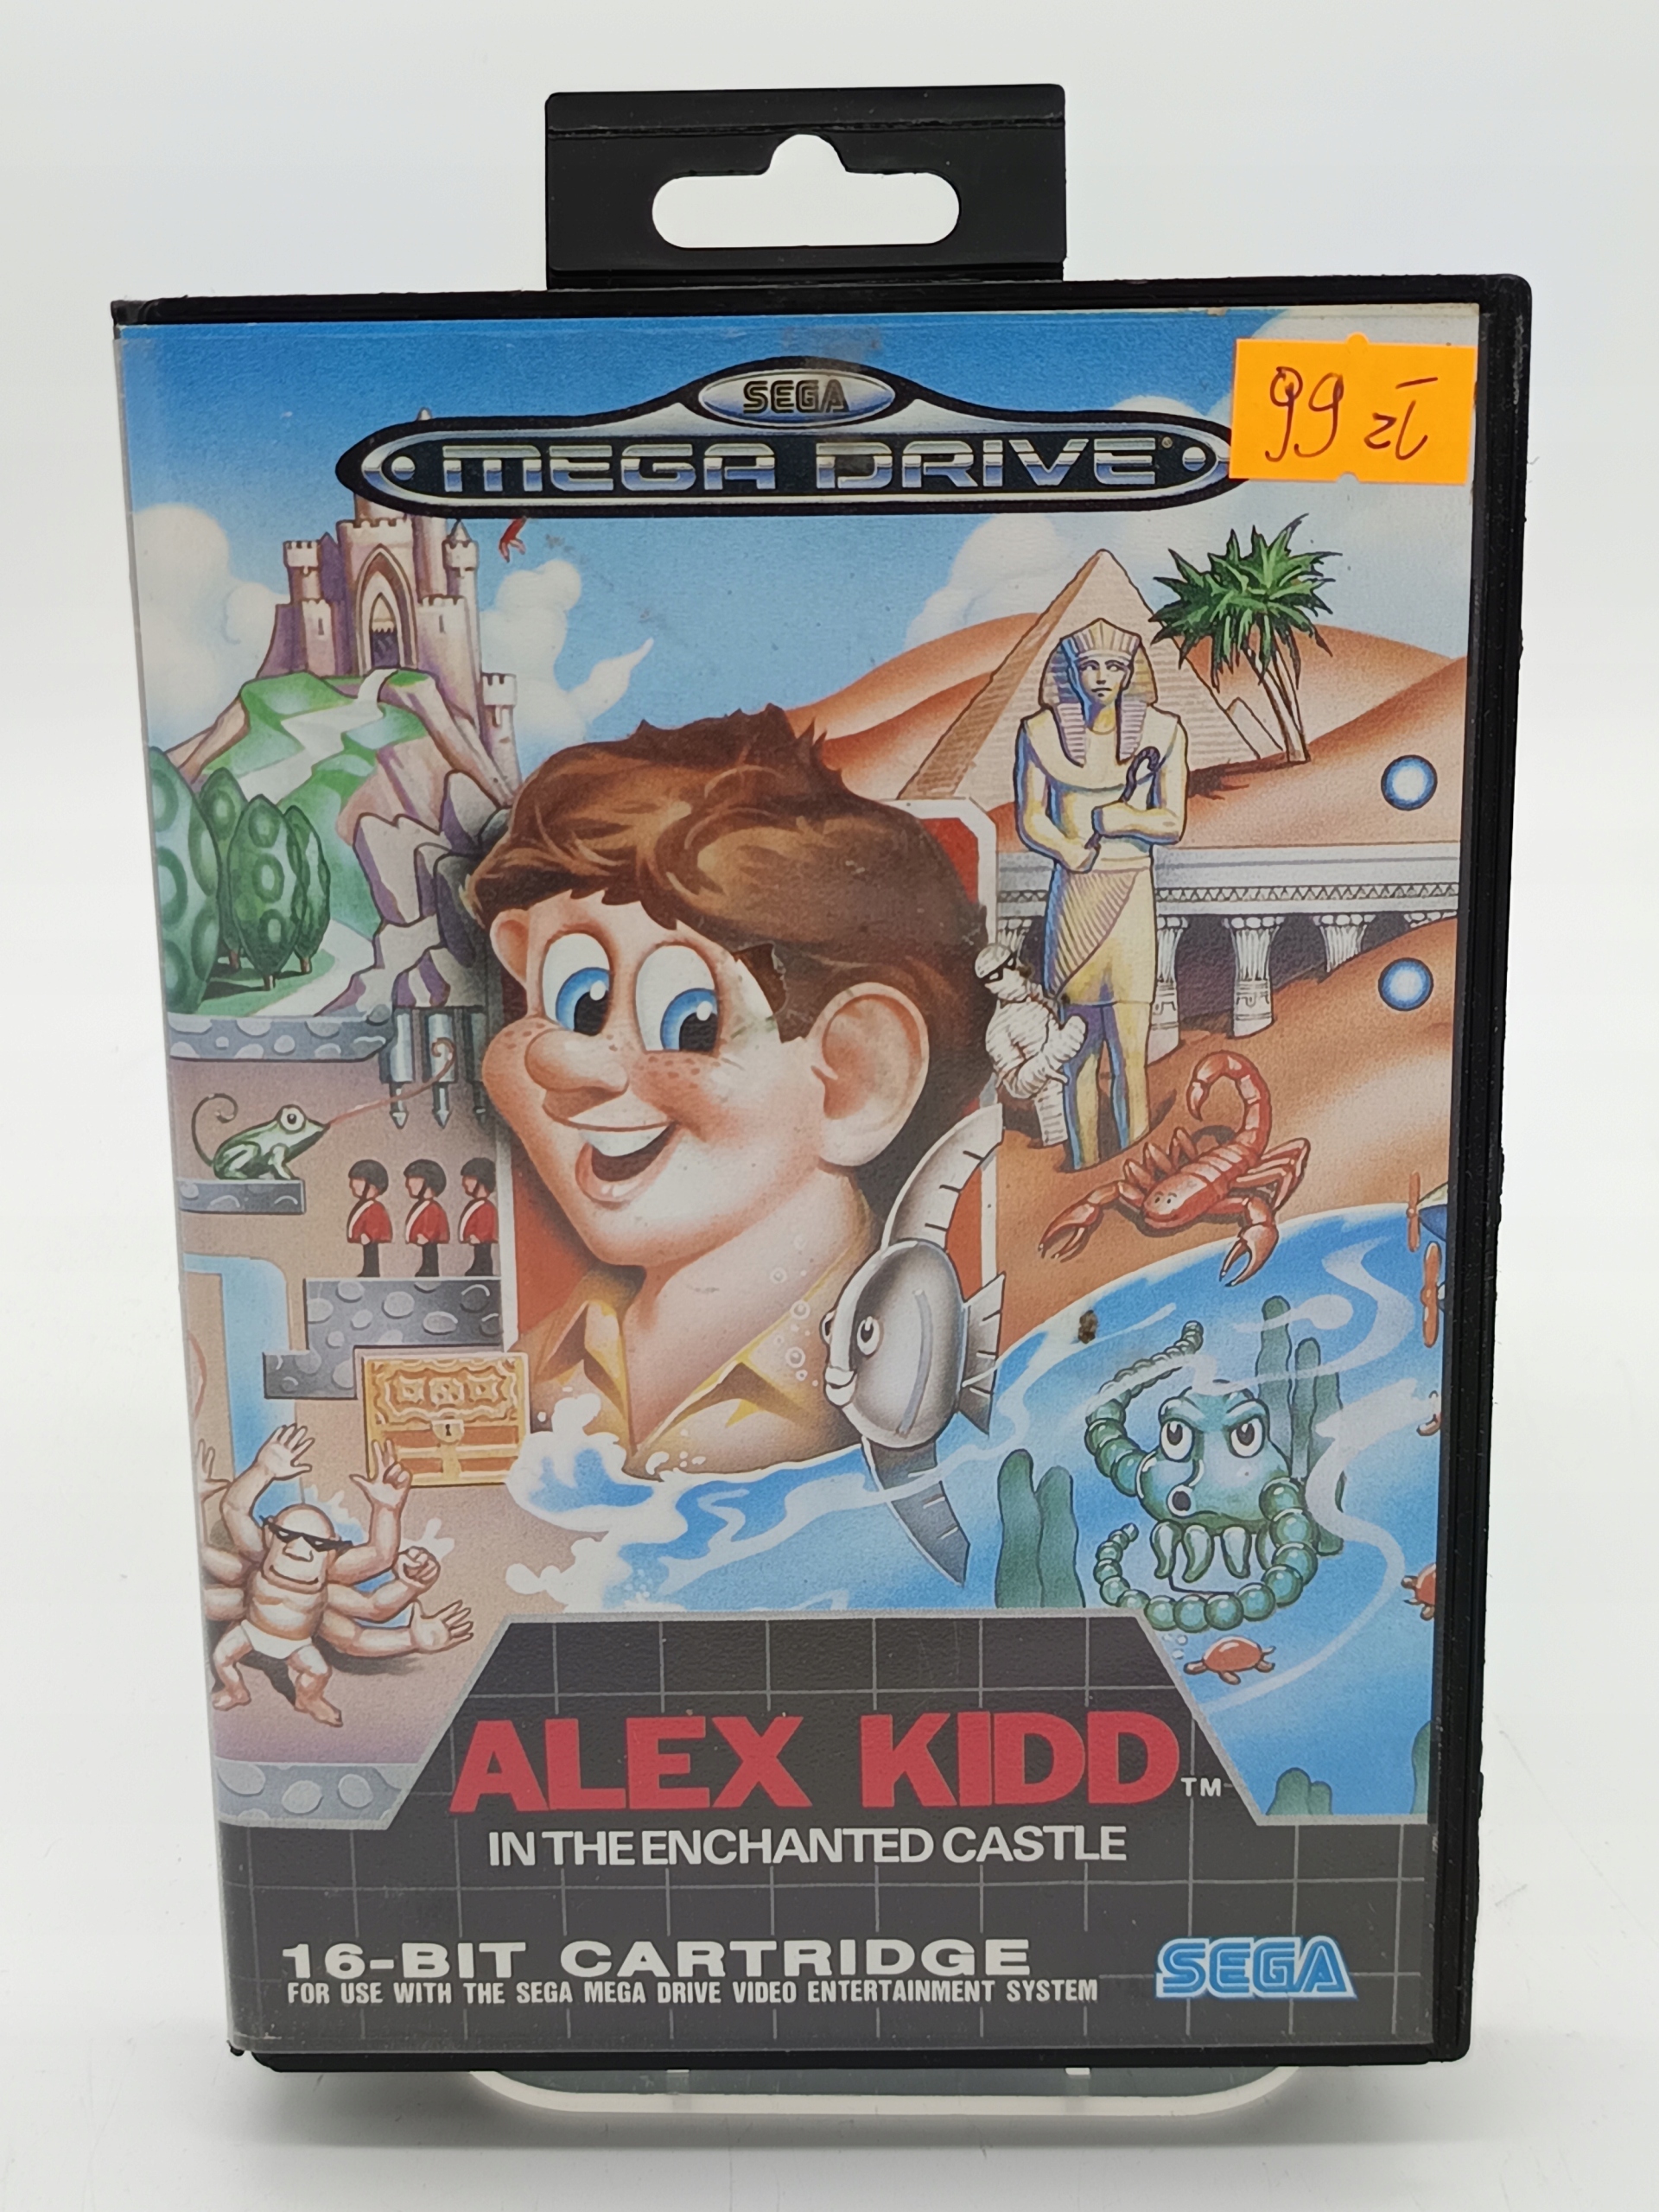 SEGA
MEGA DRIVE®
99 zł
ALEX KIDD™
IN THE ENCHANTED CASTLE
16-BIT CARTRIDGE
FOR USE WITH THE SEGA MEGA DRIVE VIDEO ENTERTAINMENT SYSTEM
SEGA